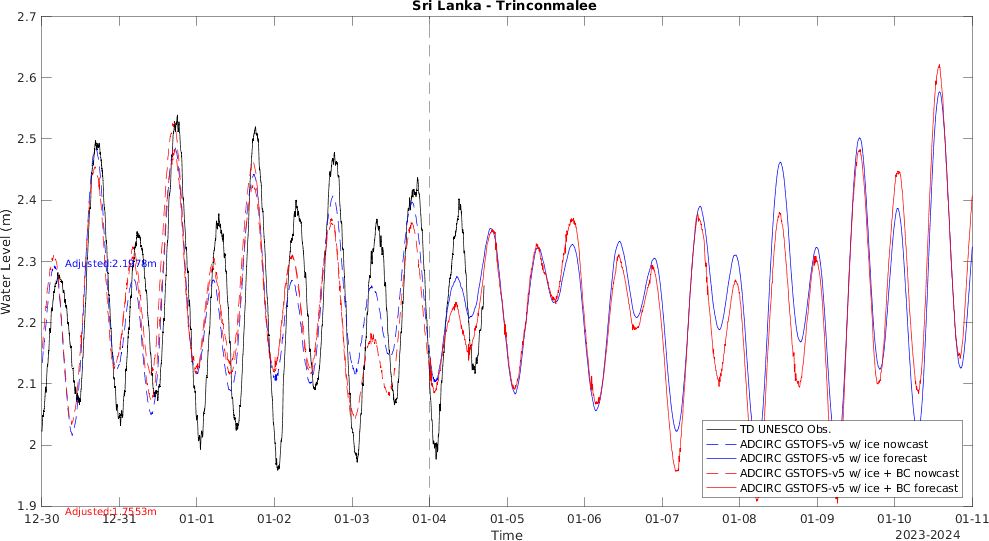 Sri Lanka - Trinconmalee
2.7
2.6
2.5
2.4
2.3
2.2
2.1
2
1.9
Water Level (m)
Adjusted:2.1978m
Adjusted:1.7553m
TD UNESCO Obs.
ADCIRC GSTOFS-v5 w/ ice nowcast
ADCIRC GSTOFS-v5 w/ ice forecast
ADCIRC GSTOFS-v5 w/ ice + BC nowcast
ADCIRC GSTOFS-v5 w/ ice + BC forecast
12-30 12-31 01-01 01-02 01-03 01-04 01-05 01-06 01-07 01-08 01-09 01-10 01-11
Time
2023-2024